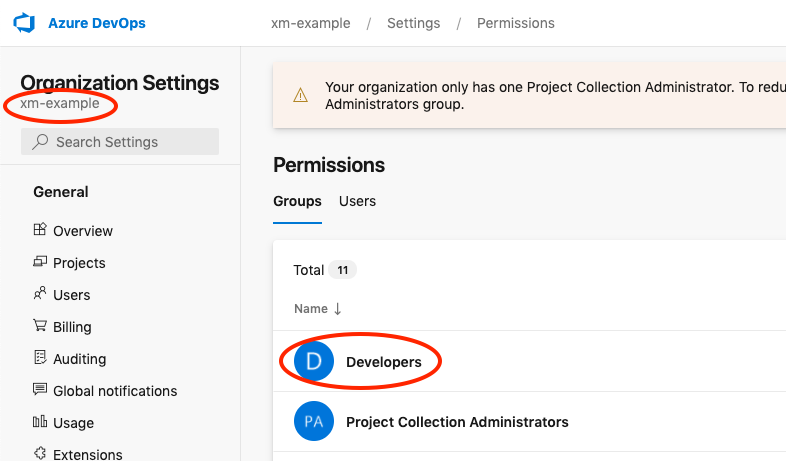 Azure DevOps
xm-example / Settings / Permissions
Organization Settings
xm-example
Search Settings
General
Overview
Projects
Users
Billing
Auditing
Global notifications
Usage
Extensions
Your organization only has one Project Collection Administrator. To redu
Administrators group.
Permissions
Groups Users
Total 11
Name ↓
D Developers
PA Project Collection Administrators